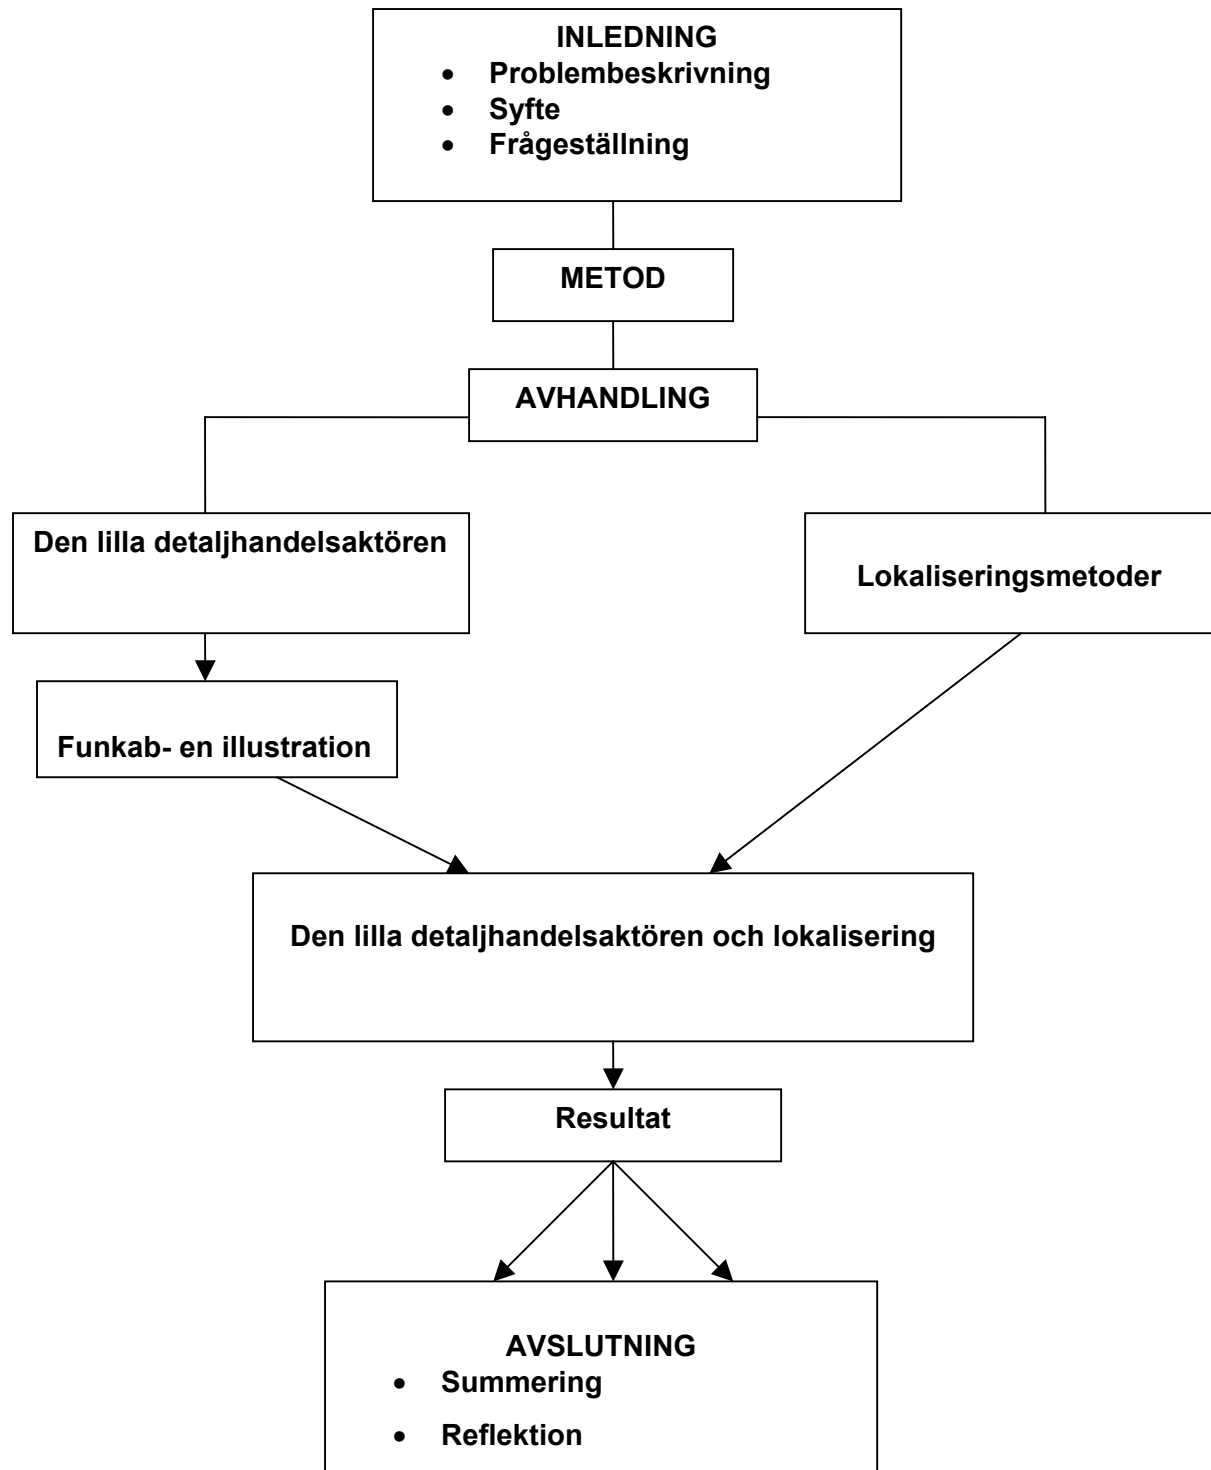 INLEDNING
• Problembeskrivning
• Syfte
• Frågeställning
METOD
AVHANDLING
Den lilla detaljhandelsaktören
Lokaliseringsmetoder
Funkab- en illustration
Den lilla detaljhandelsaktören och lokalisering
Resultat
AVSLUTNING
• Summering
• Reflektion